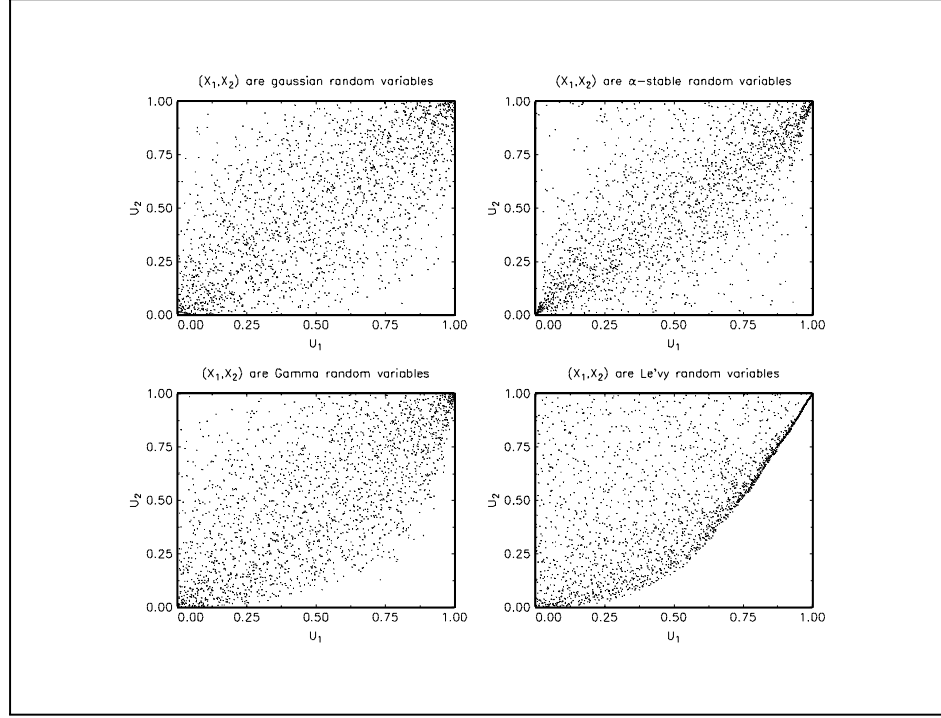 (X₁,X₂) are gaussian random variables
1.00
0.75
0.50
0.25
0.00
U₂
0.00 0.25 0.50 0.75 1.00
U₁
(X₁,X₂) are α-stable random variables
1.00
0.75
0.50
0.25
0.00
U₂
0.00 0.25 0.50 0.75 1.00
U₁
(X₁,X₂) are Gamma random variables
1.00
0.75
0.50
0.25
0.00
U₂
0.00 0.25 0.50 0.75 1.00
U₁
(X₁,X₂) are Le'vy random variables
1.00
0.75
0.50
0.25
0.00
U₂
0.00 0.25 0.50 0.75 1.00
U₁